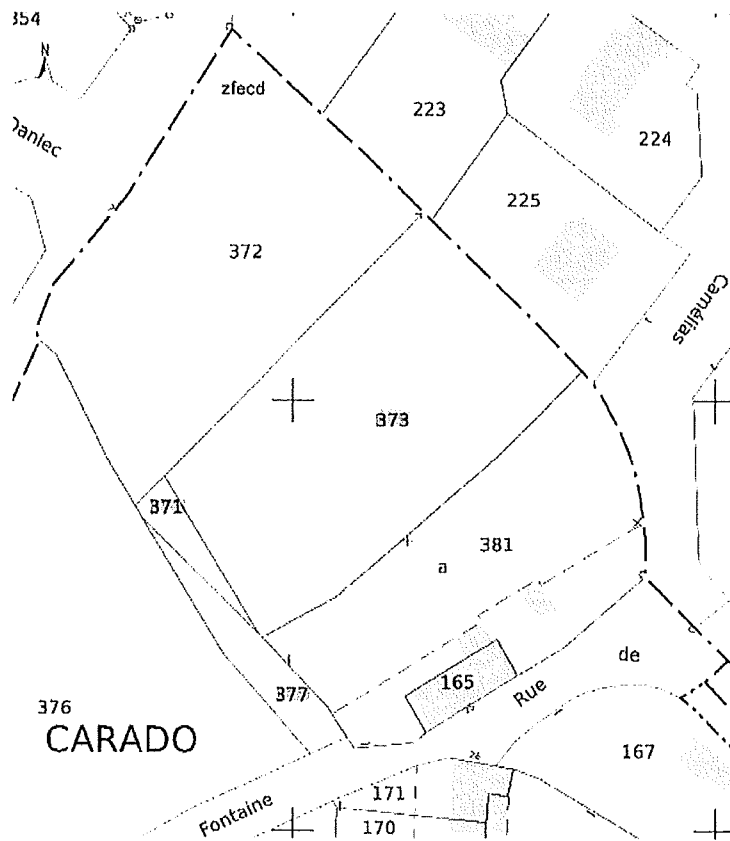 354
N
zfecd
223
Daniec
224
225
372
Camélias
373
371
381
a
de
165
377
Rue
376
CARADO
167
171
Fontaine
170